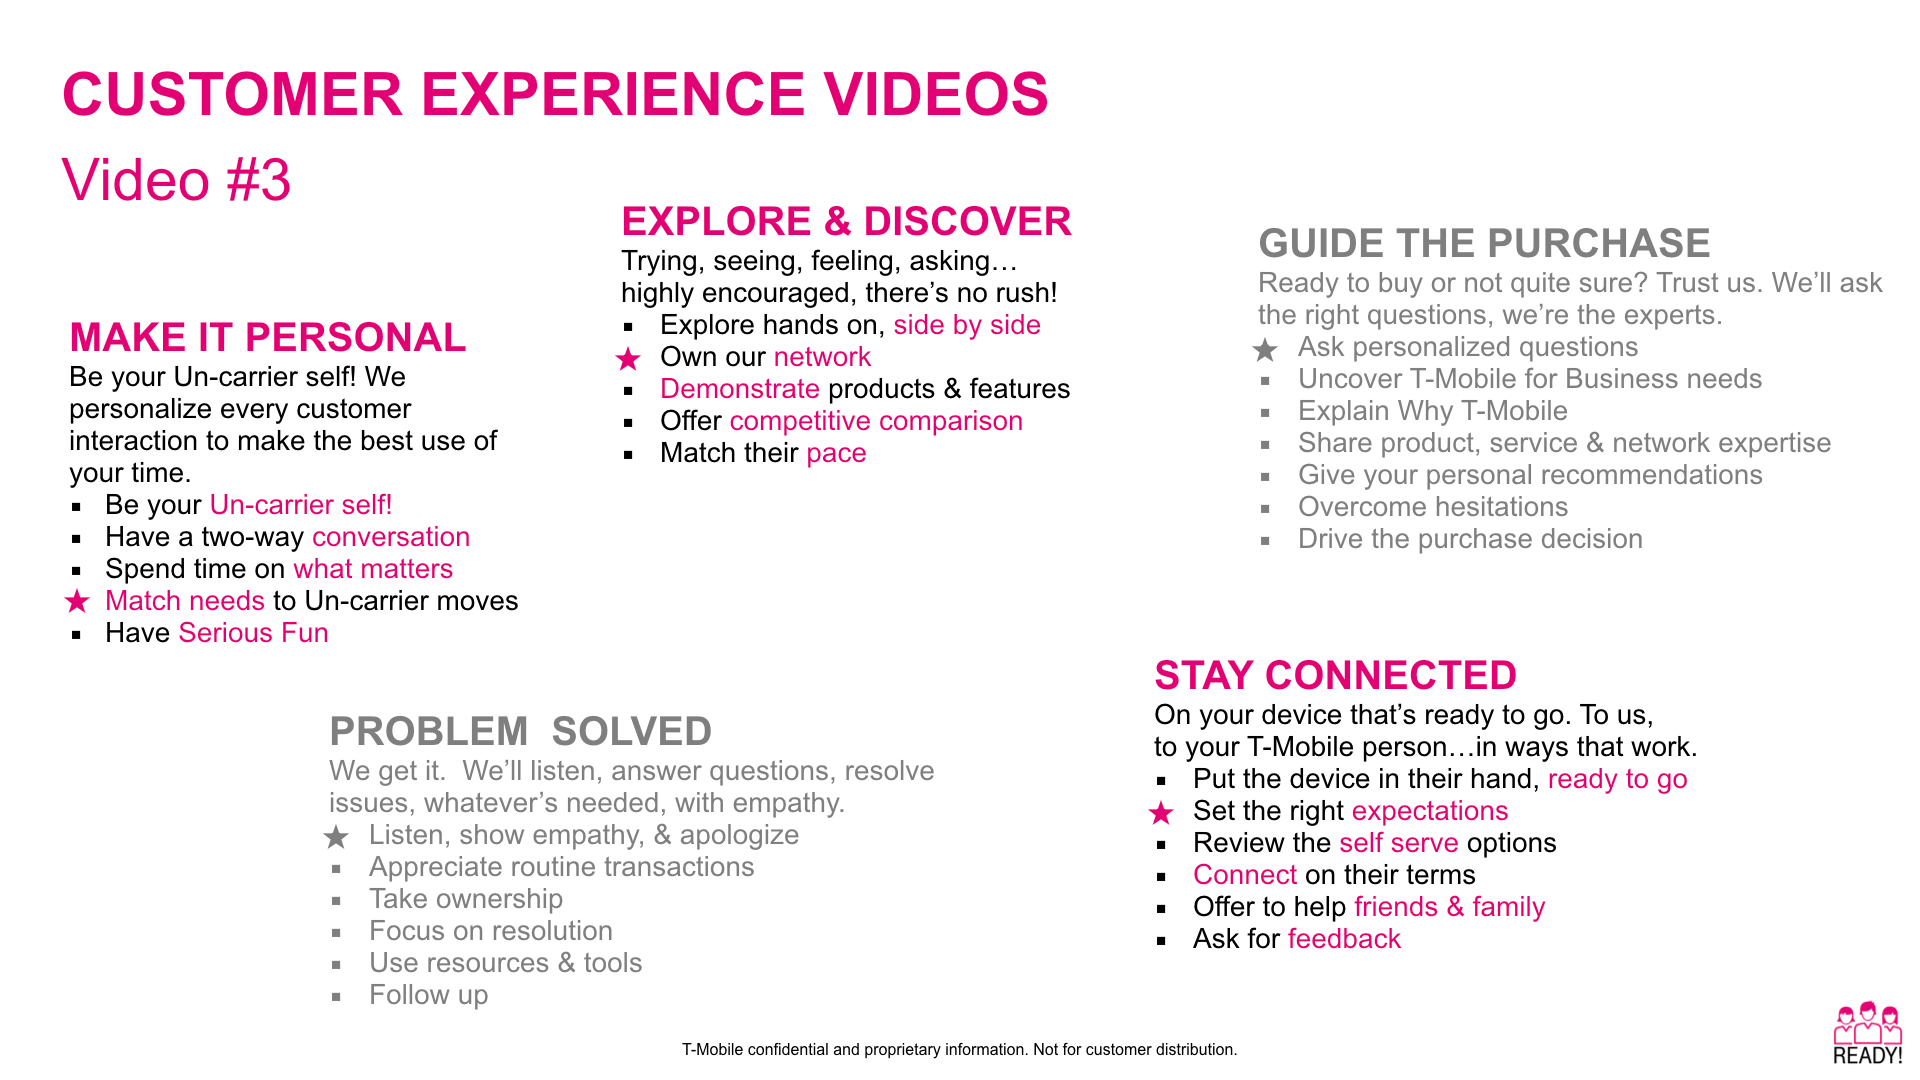 CUSTOMER EXPERIENCE VIDEOS
Video #3
MAKE IT PERSONAL
Be your Un-carrier self! We
personalize every customer
interaction to make the best use of
your time.
▪ Be your Un-carrier self!
▪ Have a two-way conversation
▪ Spend time on what matters
★ Match needs to Un-carrier moves
▪ Have Serious Fun
EXPLORE & DISCOVER
Trying, seeing, feeling, asking…
highly encouraged, there’s no rush!
▪ Explore hands on, side by side
★ Own our network
▪ Demonstrate products & features
▪ Offer competitive comparison
▪ Match their pace
GUIDE THE PURCHASE
Ready to buy or not quite sure? Trust us. We’ll ask
the right questions, we’re the experts.
★ Ask personalized questions
▪ Uncover T-Mobile for Business needs
▪ Explain Why T-Mobile
▪ Share product, service & network expertise
▪ Give your personal recommendations
▪ Overcome hesitations
▪ Drive the purchase decision
PROBLEM  SOLVED
We get it.  We’ll listen, answer questions, resolve
issues, whatever’s needed, with empathy.
★ Listen, show empathy, & apologize
▪ Appreciate routine transactions
▪ Take ownership
▪ Focus on resolution
▪ Use resources & tools
▪ Follow up
STAY CONNECTED
On your device that’s ready to go. To us,
to your T-Mobile person…in ways that work.
▪ Put the device in their hand, ready to go
★ Set the right expectations
▪ Review the self serve options
▪ Connect on their terms
▪ Offer to help friends & family
▪ Ask for feedback
T-Mobile confidential and proprietary information. Not for customer distribution.
READY!